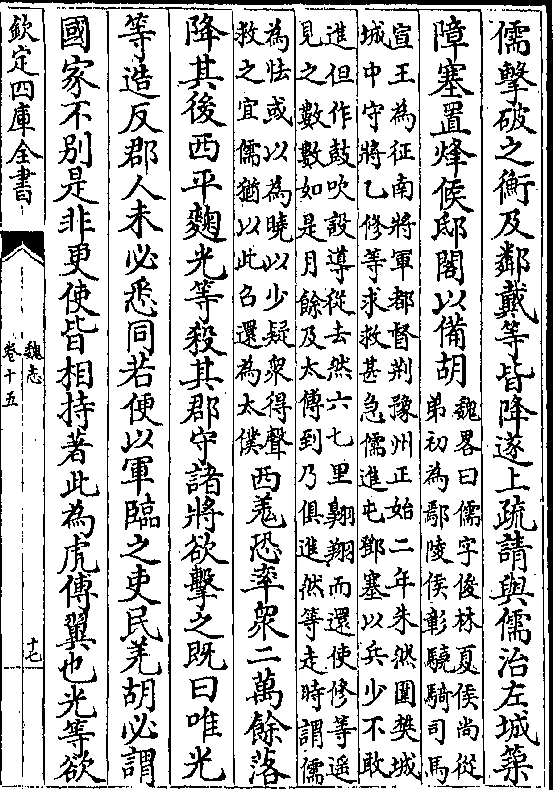 儒擊破之衡及鄰戴等皆降遂上疏請與儒治左城築
障塞置烽候邸閣以備胡
魏畧曰儒字俊林夏侯尚從
弟初為鄢陵侯彰驍騎司馬
宣王為征南將軍都督荆豫州正始二年朱然圍樊城
城中守將乙修等求救甚急儒進屯鄧塞以兵少不敢
進但作鼓吹設導從去然六七里翱翔而還使修等遥
見之數數如是月餘及太傅到乃俱進然等走時謂儒
為怯或以為曉以少疑衆得聲
救之宜儒猶以此召還為太僕
西羌恐率衆二萬餘落
降其後西平麴光等殺其郡守諸將欲擊之既曰唯光
等造反郡人未必悉同若便以軍臨之吏民羌胡必謂
國家不别是非更使皆相持著此為虎傅翼也光等欲
欽定四庫全書
魏志
卷十五
十七